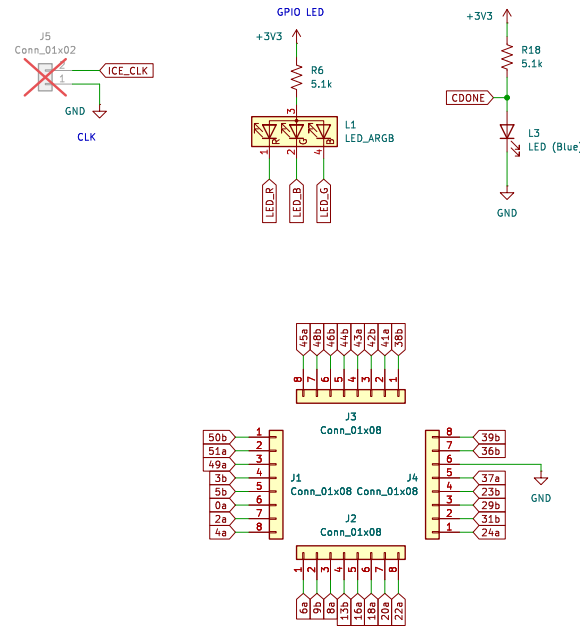 GPIO LED
+3V3
+3V3
J5
Conn_01x02
2
ICE_CLK
1
GND
CLK
R6
5.1k
3
R
G
B
L1
LED_ARGB
1
2
4
LED_R
LED_B
LED_G
R18
5.1k
CDONE
L3
LED (Blue)
GND
45a
48b
46b
44b
43a
42b
41a
38b
8
7
6
5
4
3
2
1
J3
Conn_01x08
50b
1
51a
2
49a
3
3b
4
5b
5
0a
6
2a
7
4a
8
J1
Conn_01x08
J4
Conn_01x08
8
39b
7
36b
6
5
37a
4
23b
3
29b
2
31b
1
24a
GND
J2
Conn_01x08
1
2
3
4
5
6
7
8
6a
9b
8a
13b
16a
18a
20a
22a